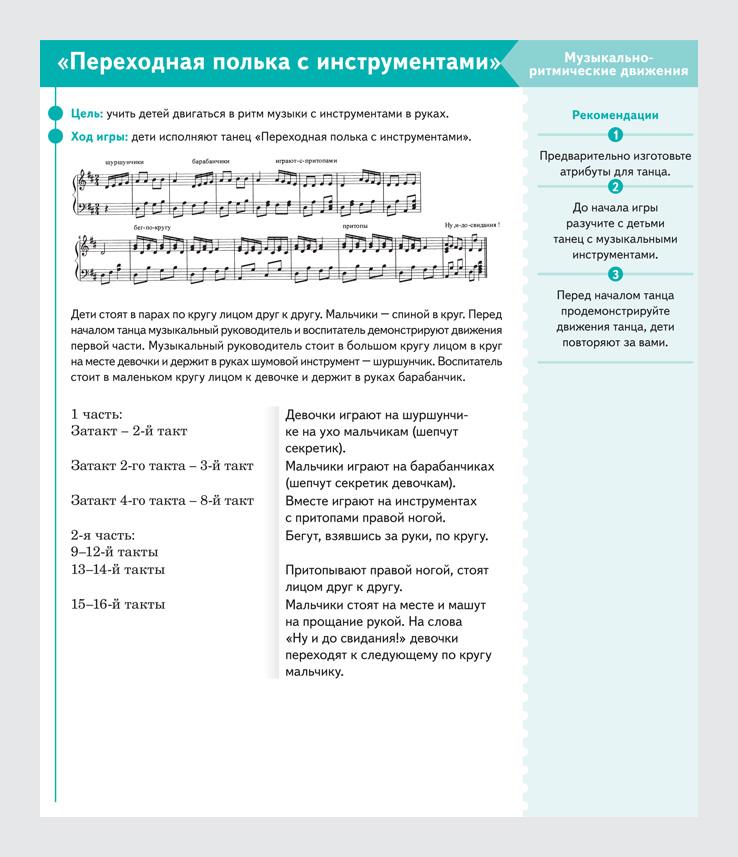 «Переходная полька с инструментами»
Музыкально-
ритмические движения
Цель: учить детей двигаться в ритм музыки с инструментами в руках.
Ход игры: дети исполняют танец «Переходная полька с инструментами».
шуршунчики барабанчики играют-с-притопами
бег-по-кругу притопы Ну и-до-свидания !
Дети стоят в парах по кругу лицом друг к другу. Мальчики — спиной в круг. Перед
началом танца музыкальный руководитель и воспитатель демонстрируют движения
первой части. Музыкальный руководитель стоит в большом кругу лицом в круг
на месте девочки и держит в руках шумовой инструмент — шуршунчик. Воспитатель
стоит в маленьком кругу лицом к девочке и держит в руках барабанчик.
1 часть:
Затакт – 2-й такт
Девочки играют на шуршунчи-
ке на ухо мальчикам (шепчут
секретик).
Затакт 2-го такта – 3-й такт
Мальчики играют на барабанчиках
(шепчут секретик девочкам).
Затакт 4-го такта – 8-й такт
Вместе играют на инструментах
с притопами правой ногой.
2-я часть:
9–12-й такты
Бегут, взявшись за руки, по кругу.
13–14-й такты
Притопывают правой ногой, стоят
лицом друг к другу.
15–16-й такты
Мальчики стоят на месте и машут
на прощание рукой. На слова
«Ну и до свидания!» девочки
переходят к следующему по кругу
мальчику.
Рекомендации
1
Предварительно изготовьте
атрибуты для танца.
2
До начала игры
разучите с детьми
танец с музыкальными
инструментами.
3
Перед началом танца
продемонстрируйте
движения танца, дети
повторяют за вами.